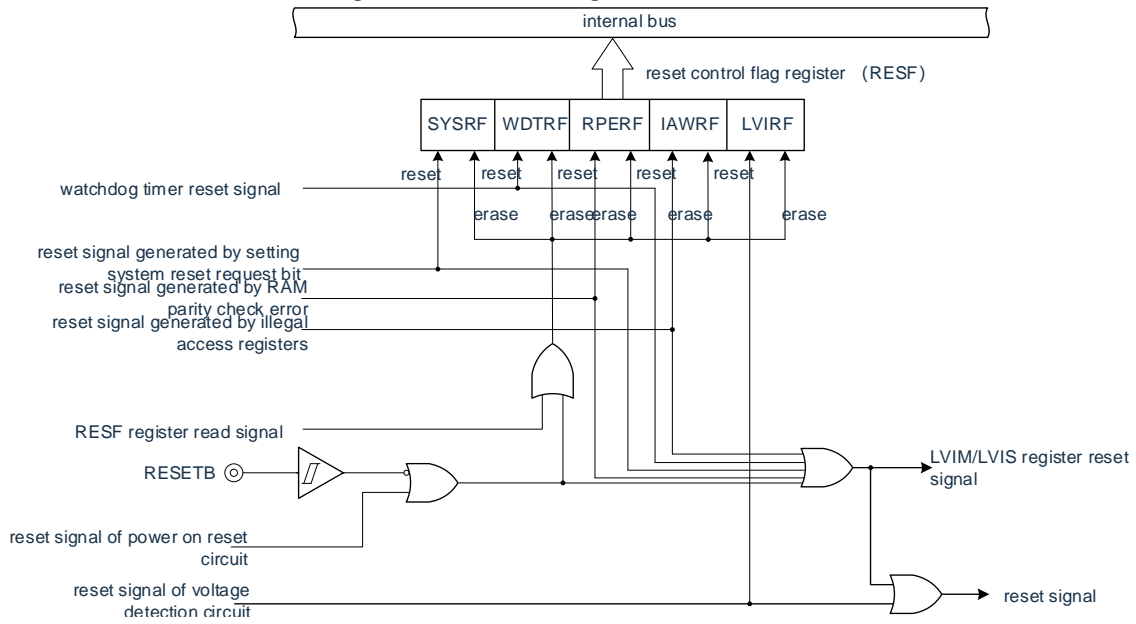 internal bus
reset control flag register (RESF)
SYSRF WDTRF RPERF IAWRF LVIRF
reset reset reset reset reset
watchdog timer reset signal
erase erase erase erase erase
reset signal generated by setting
system reset request bit
reset signal generated by RAM
parity check error
reset signal generated by illegal
access registers
RESF register read signal
RESETB
LVIM/LVIS register reset
signal
reset signal of power on reset
circuit
reset signal of voltage
detection circuit
reset signal